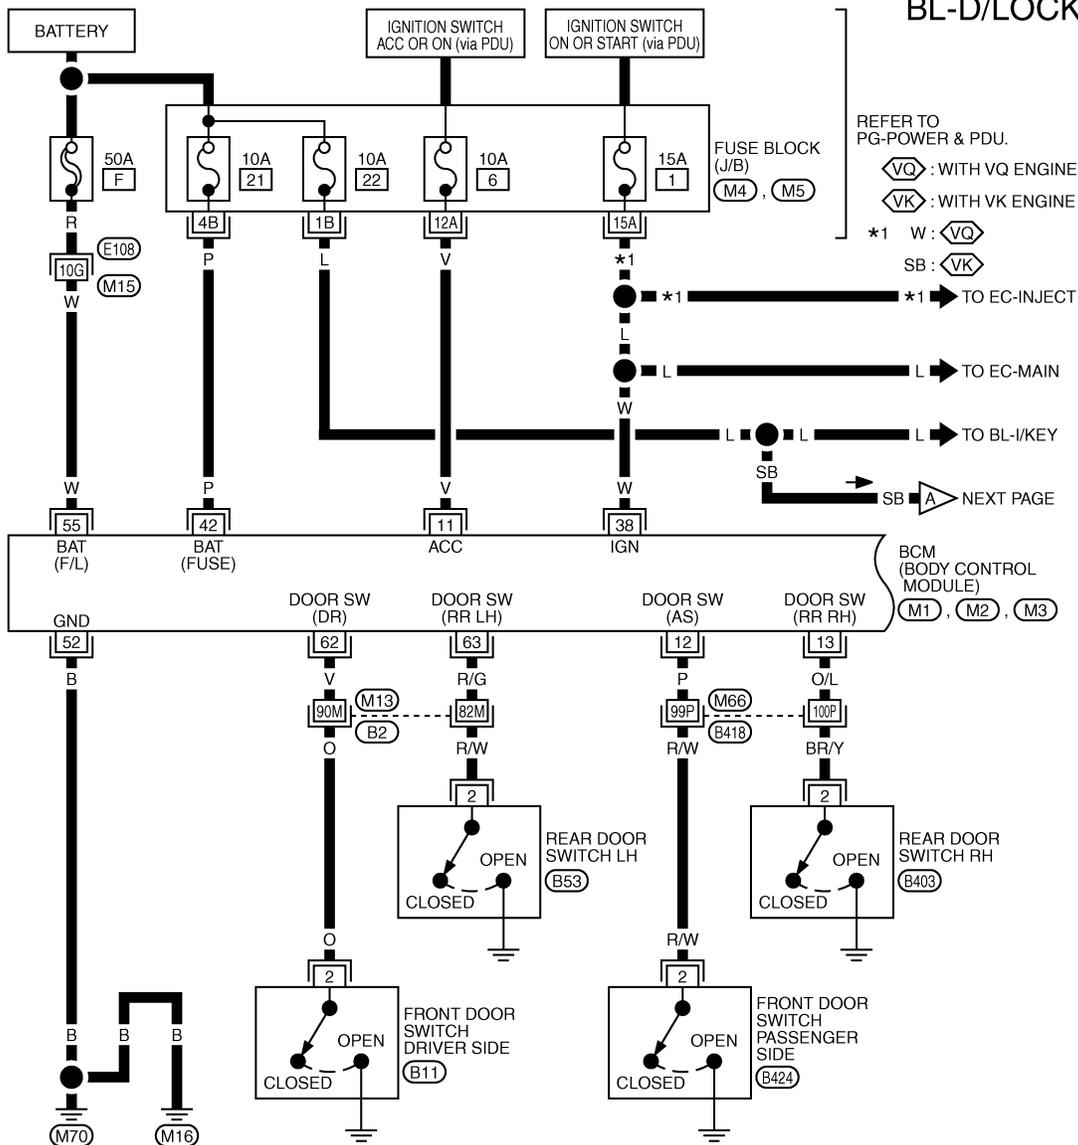 BL-D/LOCK
BATTERY
IGNITION SWITCH
ACC OR ON (via PDU)
IGNITION SWITCH
ON OR START (via PDU)
REFER TO
PG-POWER & PDU.
VQ : WITH VQ ENGINE
VK : WITH VK ENGINE
*1 W : VQ
SB : VK
50A
F
10A
21
10A
22
10A
6
15A
1
FUSE BLOCK
(J/B)
M4 , M5
4B
1B
12A
15A
R
P
L
V
*1
E108
10G
M15
W
*1
*1
TO EC-INJECT
L
L
L
TO EC-MAIN
W
L
L
L
TO BL-I/KEY
SB
SB
A
NEXT PAGE
W
P
V
W
55
42
11
38
BAT
(F/L)
BAT
(FUSE)
ACC
IGN
BCM
(BODY CONTROL
MODULE)
M1 , M2 , M3
GND
DOOR SW
(DR)
DOOR SW
(RR LH)
DOOR SW
(AS)
DOOR SW
(RR RH)
52
62
63
12
13
B
V
R/G
P
O/L
90M
M13
B2
82M
99P
M66
B418
100P
O
R/W
R/W
BR/Y
2
2
OPEN
CLOSED
REAR DOOR
SWITCH LH
B53
OPEN
CLOSED
REAR DOOR
SWITCH RH
B403
O
R/W
2
2
OPEN
CLOSED
FRONT DOOR
SWITCH
DRIVER SIDE
B11
OPEN
CLOSED
FRONT DOOR
SWITCH
PASSENGER
SIDE
B424
B
B
B
M70
M16